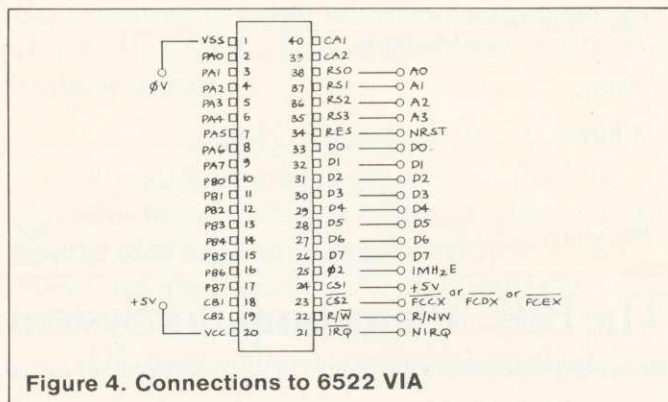 VSS 1 40 CA1
PA0 2 39 CA2
PA1 3 38 RS0 A0
ϕV
PA2 4 37 RS1 A1
PA3 5 36 RS2 A2
PA4 6 35 RS3 A3
PA5 7 34 RES NRST
PA6 8 33 D0 D0
PA7 9 32 D1 D1
PB0 10 31 D2 D2
PB1 11 30 D3 D3
PB2 12 29 D4 D4
PB3 13 28 D5 D5
PB4 14 27 D6 D6
PB5 15 26 D7 D7
PB6 16 25 ϕ2 1MHzE
PB7 17 24 CS1 +5V
+5V CB1 18 23 CS2 FCCX or FCDX or FCEX
CB2 19 22 R/W R/NW
VCC 20 21 IRQ NIRQ
Figure 4. Connections to 6522 VIA